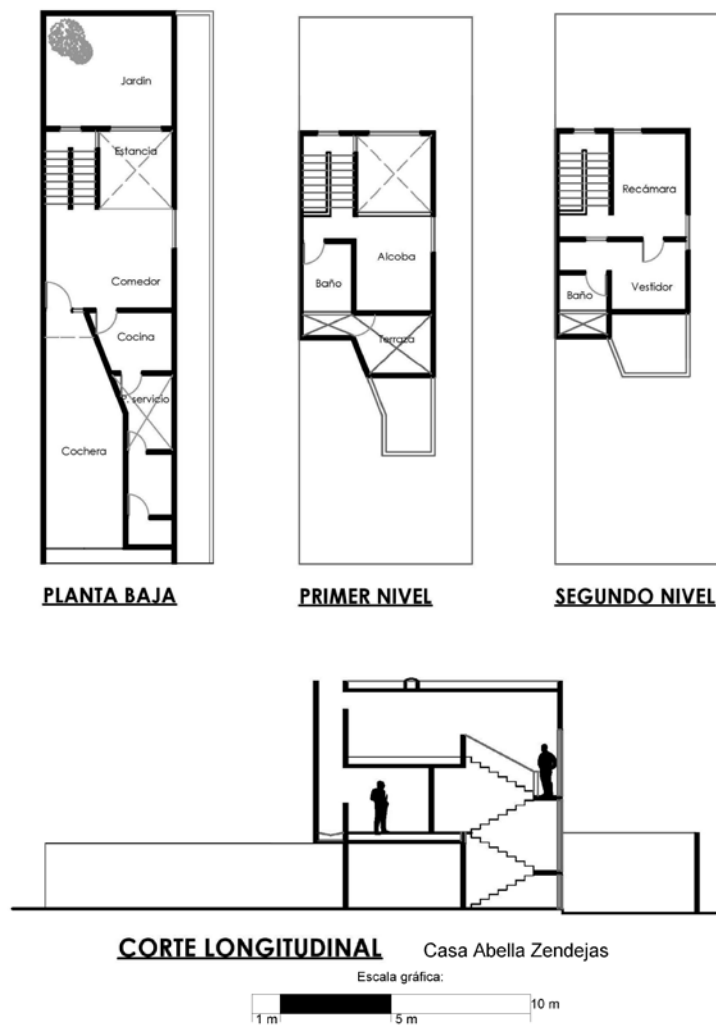 Jardín
Estancia
Comedor
Cocina
P. servicio
Cochera
PLANTA BAJA
Alcoba
Baño
Terraza
PRIMER NIVEL
Recámara
Baño
Vestidor
SEGUNDO NIVEL
CORTE LONGITUDINAL Casa Abella Zendejas
Escala gráfica:
10 m
1 m 5 m